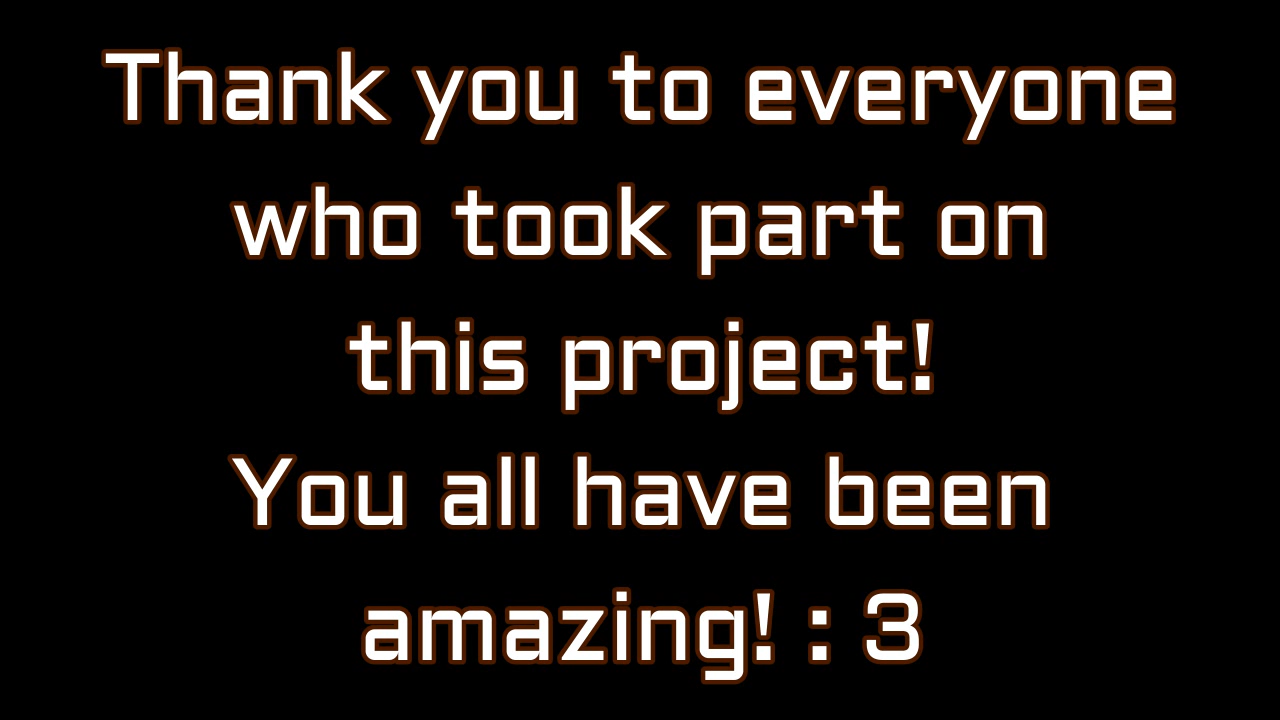 Thank you to everyone
who took part on
this project!
You all have been
amazing! : 3